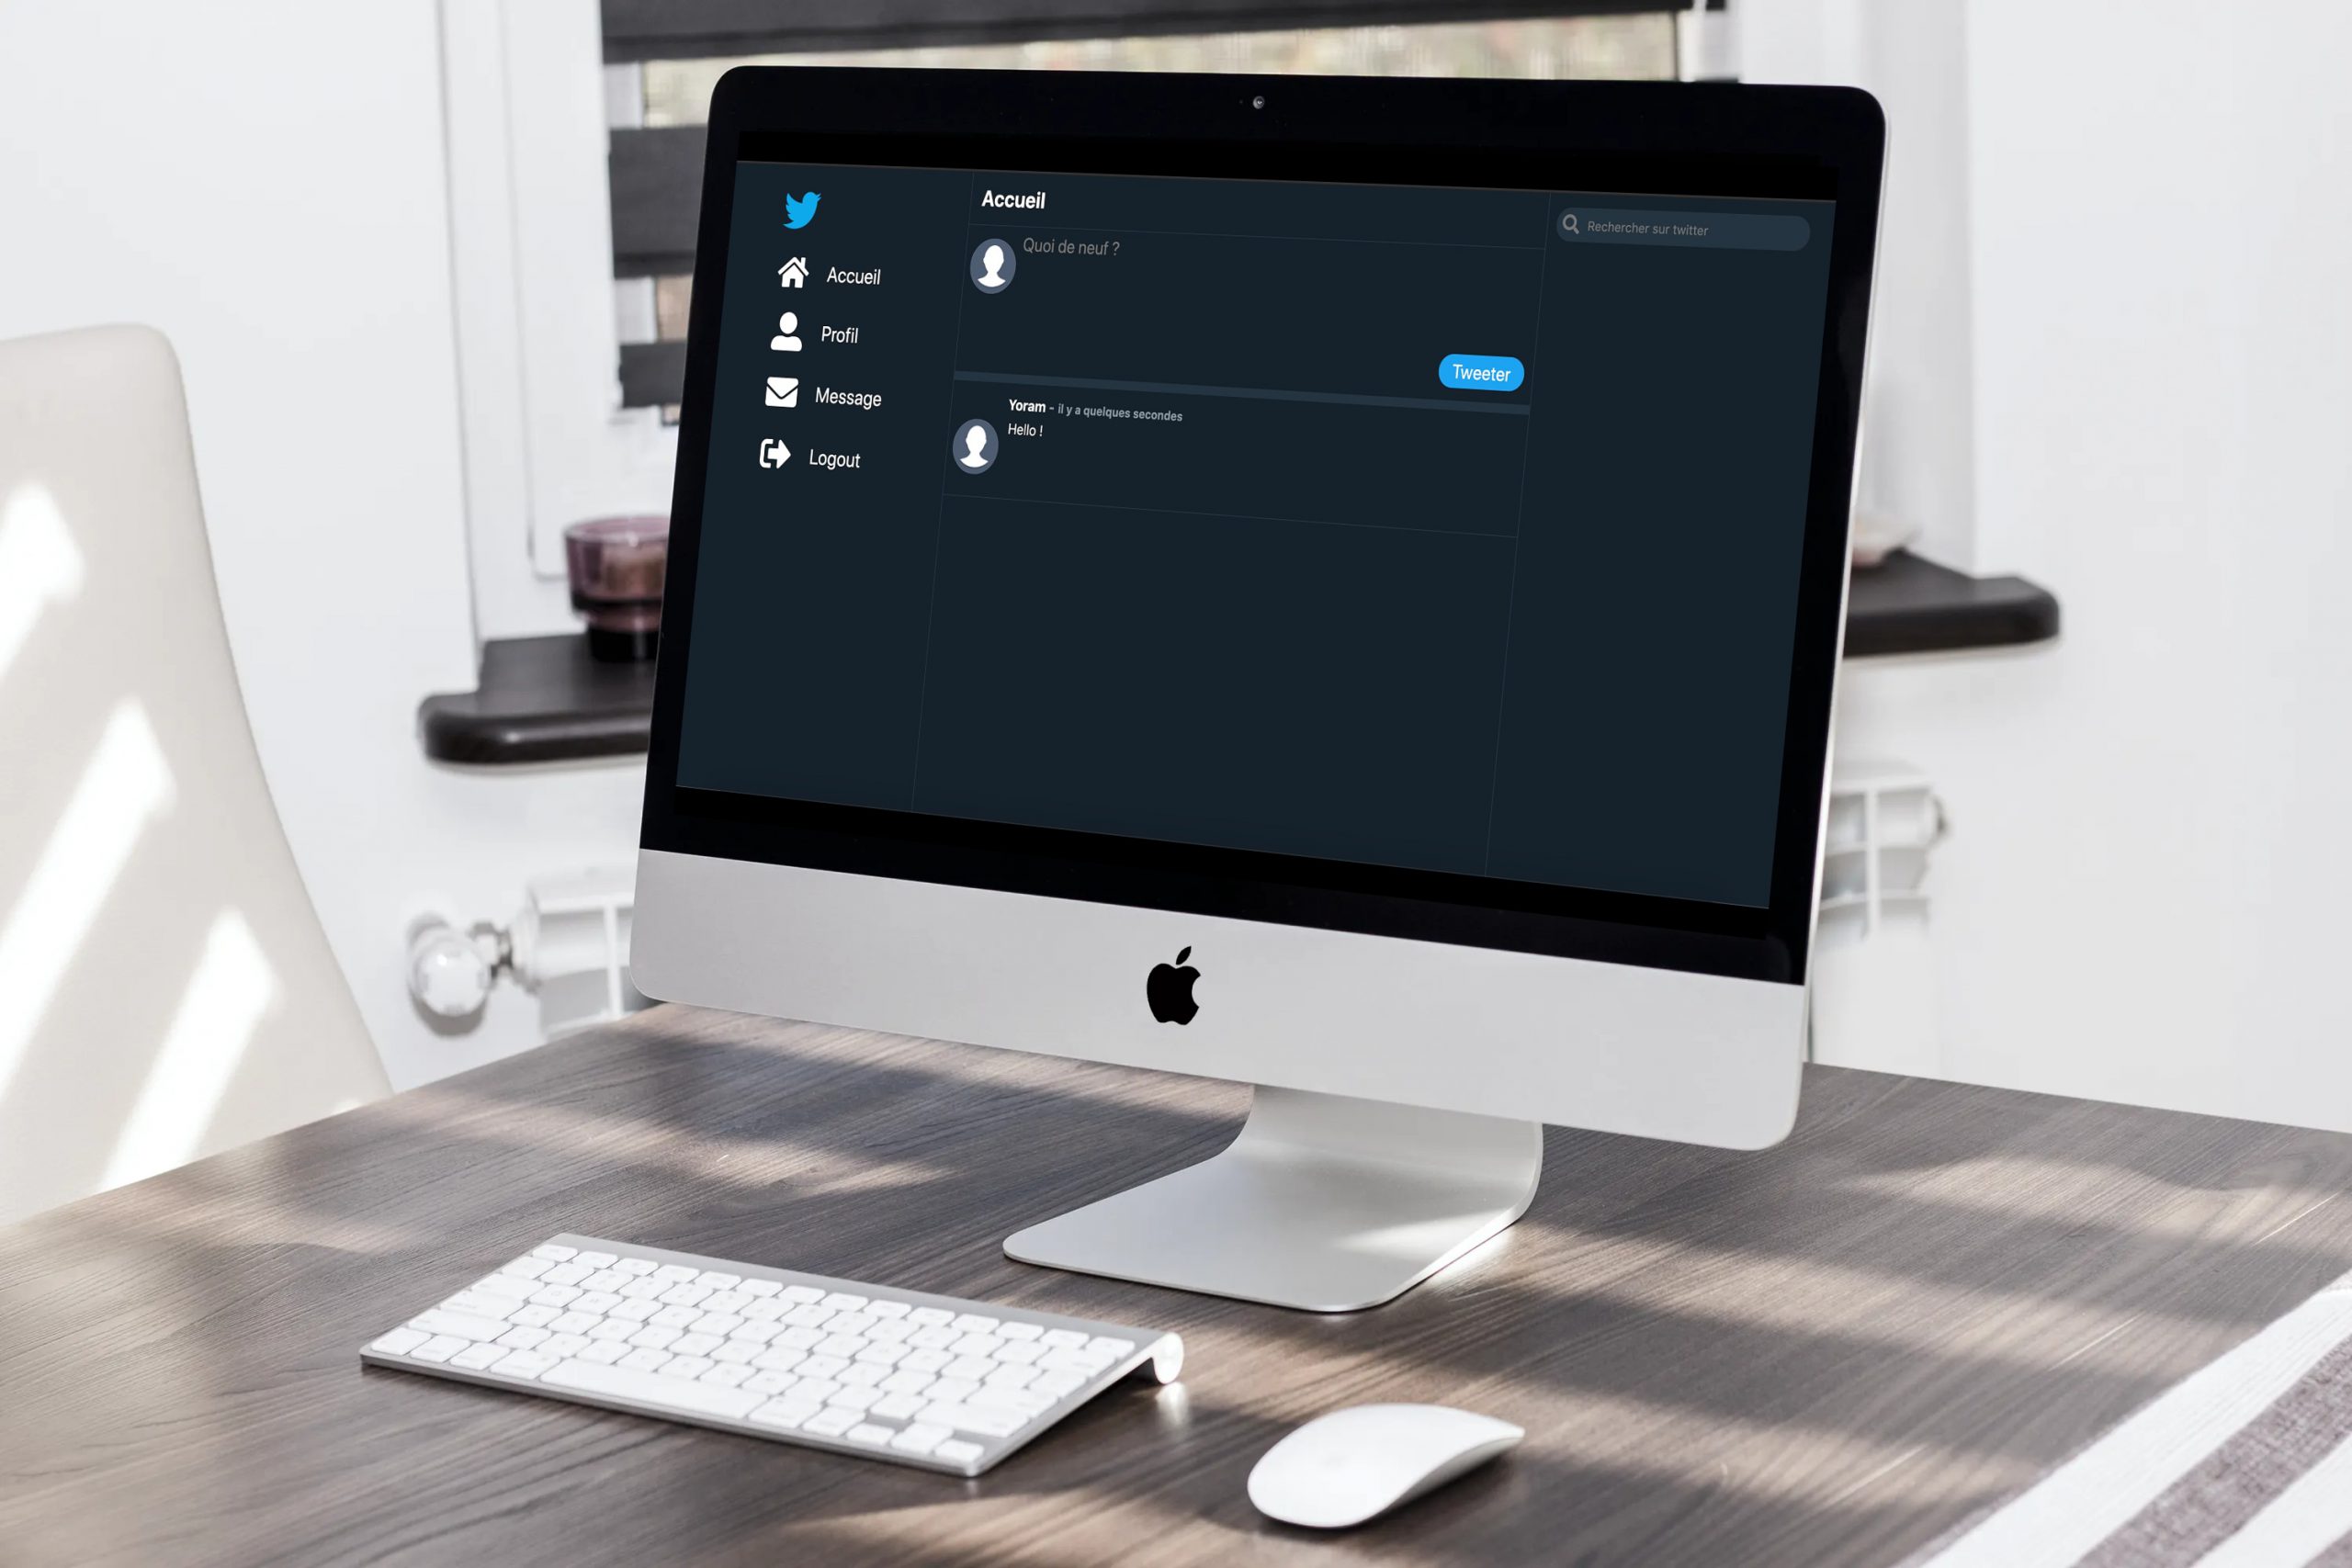 Accueil
Profil
Message
Logout
Accueil
Quoi de neuf ?
Tweeter
Yoram - il y a quelques secondes
Hello !
Rechercher sur twitter